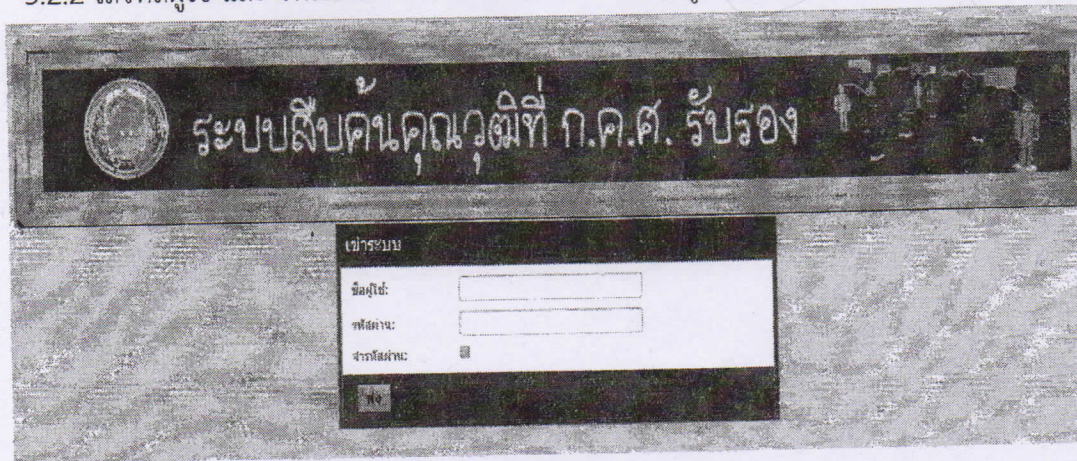 ระบบสืบค้นคุณวุฒิที่ ก.ค.ศ. รับรอง
เข้าระบบ
ชื่อผู้ใช้:
รหัสผ่าน:
จำรหัสผ่าน:
ส่ง